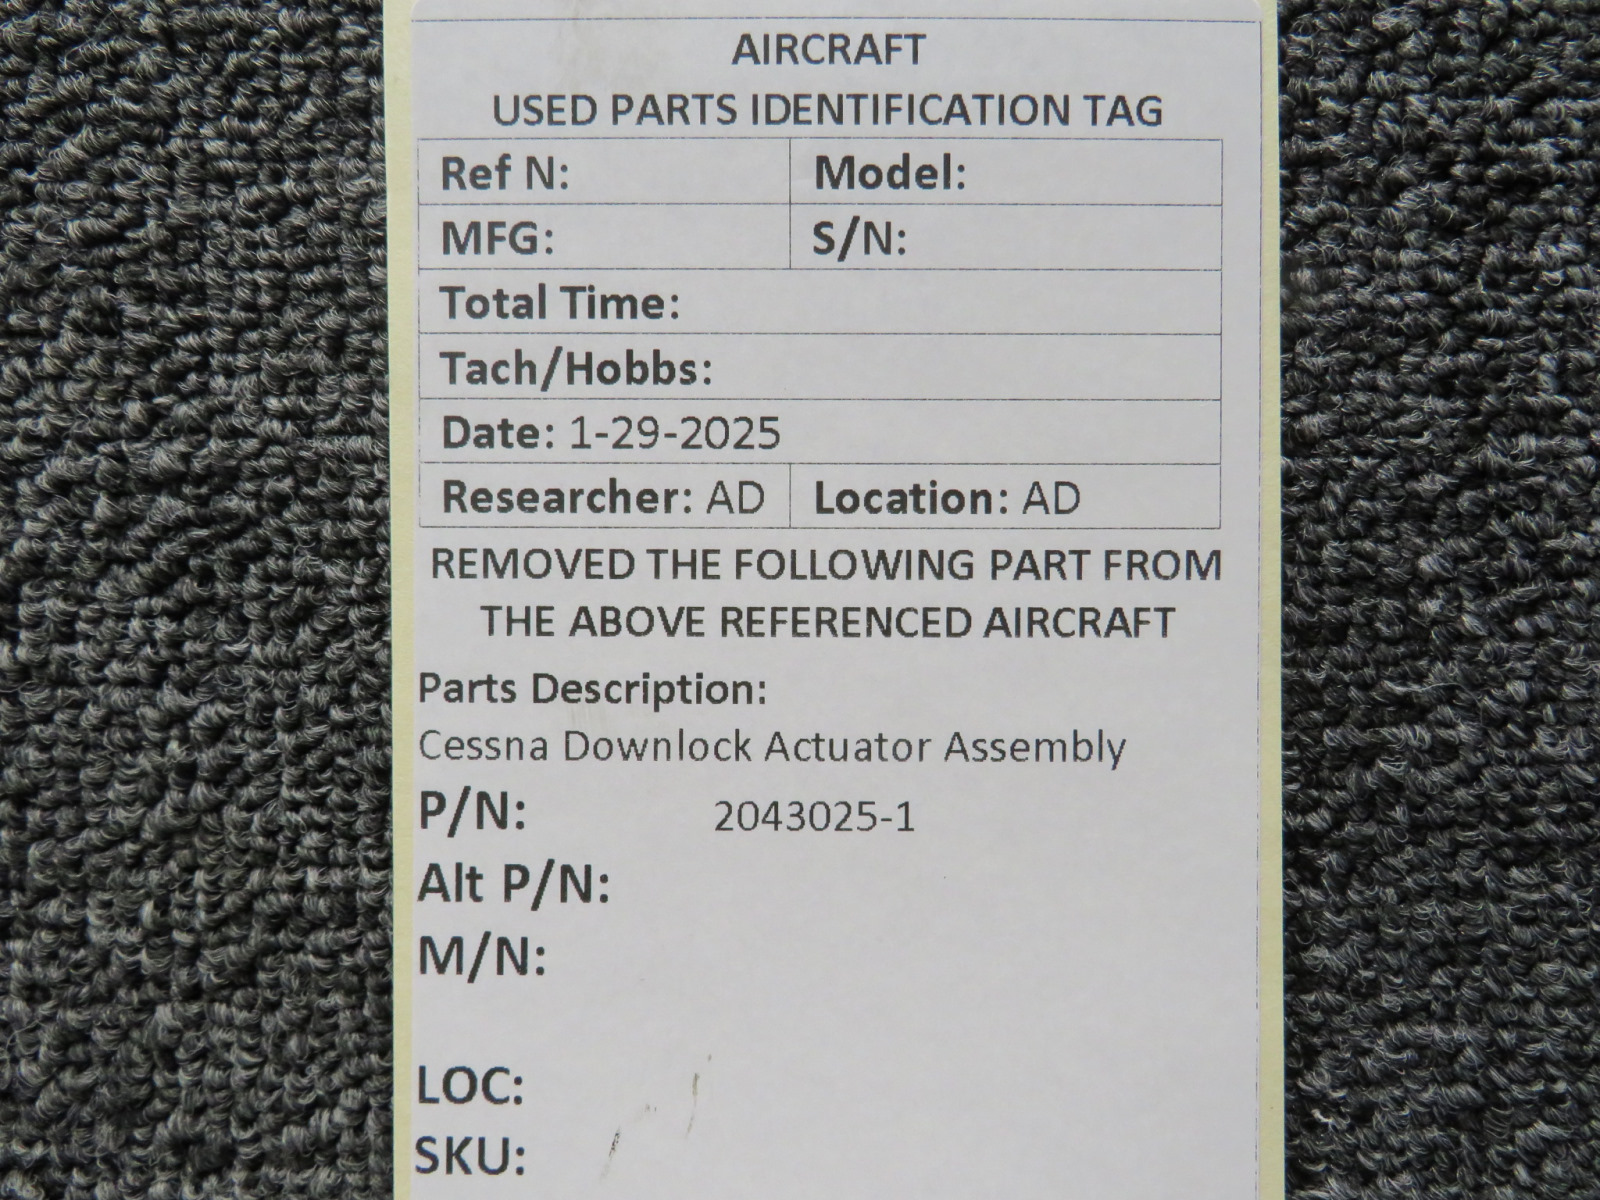 AIRCRAFT
USED PARTS IDENTIFICATION TAG
Ref N: Model:
MFG: S/N:
Total Time:
Tach/Hobbs:
Date: 1-29-2025
Researcher: AD Location: AD
REMOVED THE FOLLOWING PART FROM
THE ABOVE REFERENCED AIRCRAFT
Parts Description:
Cessna Downlock Actuator Assembly
P/N: 2043025-1
Alt P/N:
M/N:
LOC:
SKU: